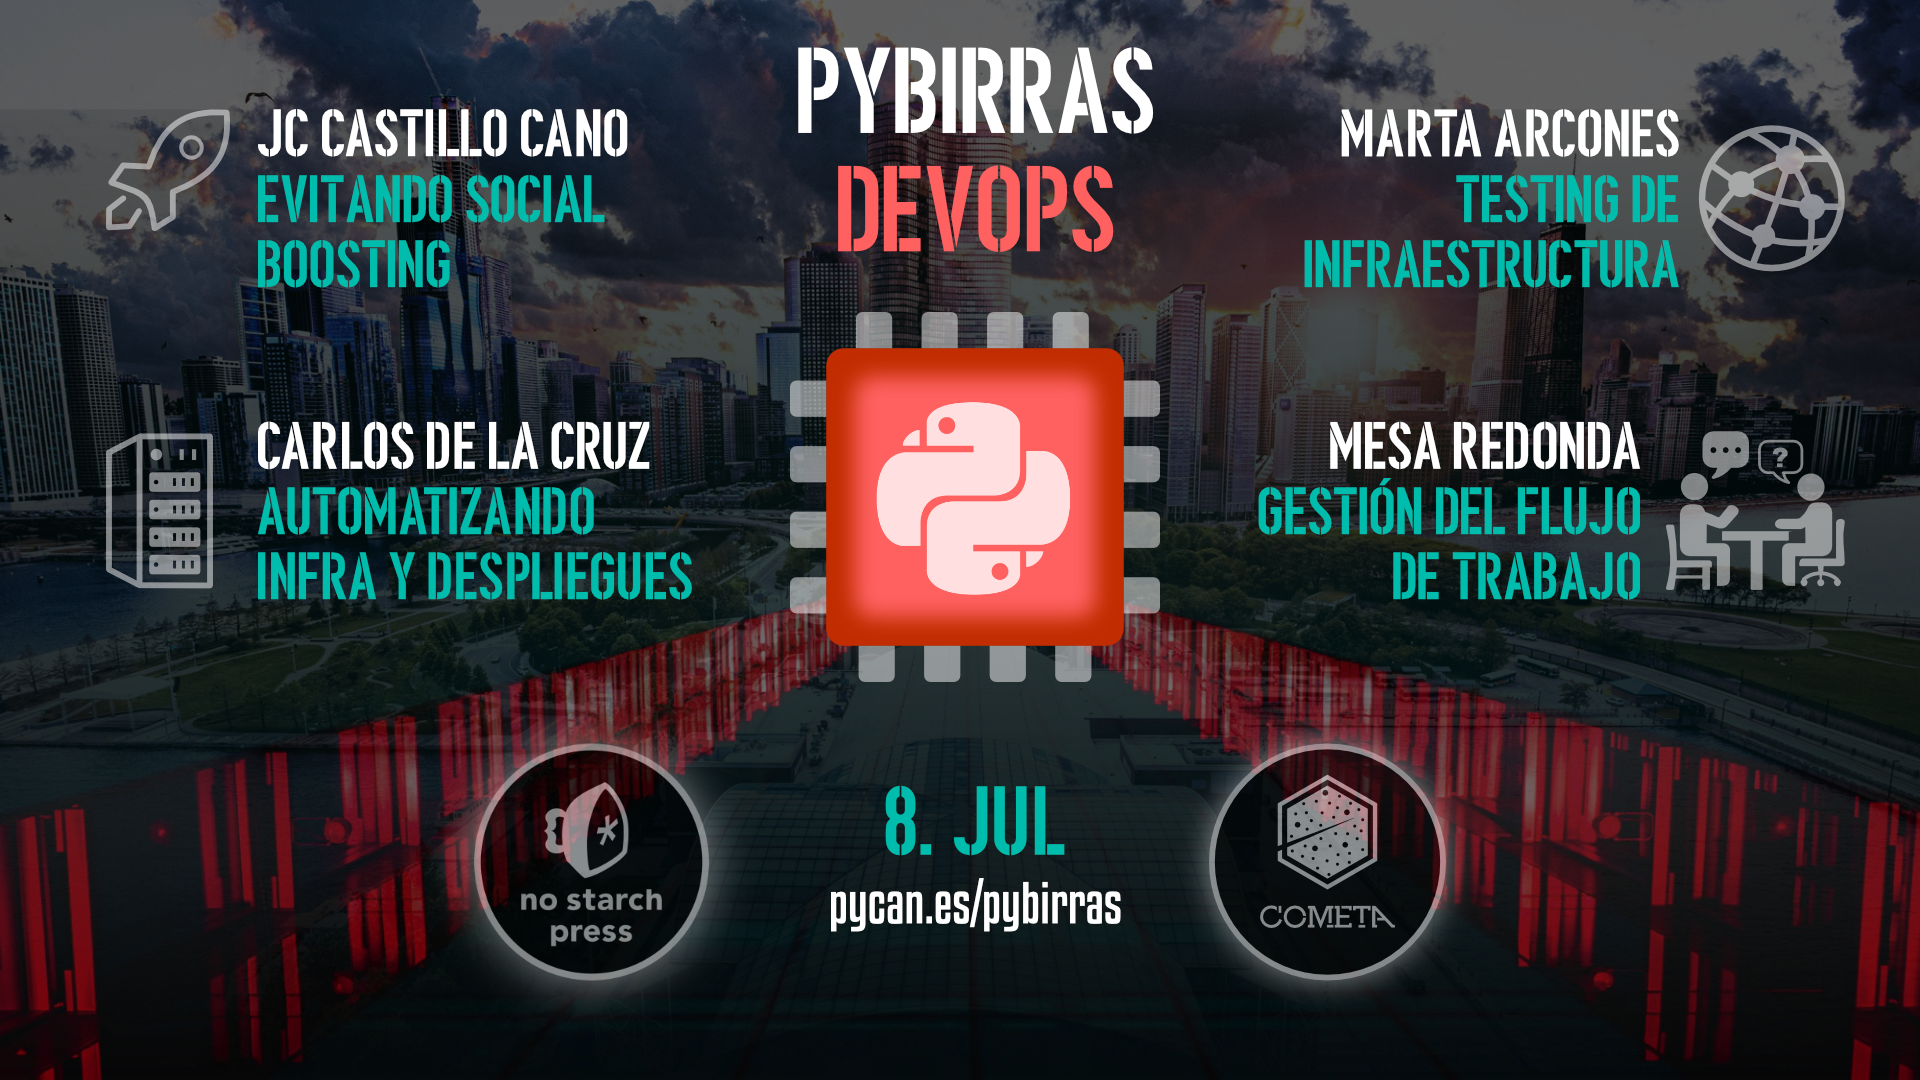 PYBIRRAS
DEVOPS
JC CASTILLO CANO
EVITANDO SOCIAL
BOOSTING
MARTA ARCONES
TESTING DE
INFRAESTRUCTURA
CARLOS DE LA CRUZ
AUTOMATIZANDO
INFRA Y DESPLIEGUES
MESA REDONDA
GESTIÓN DEL FLUJO
DE TRABAJO
?
no starch
press
8. JUL
pycan.es/pybirras
COMETA